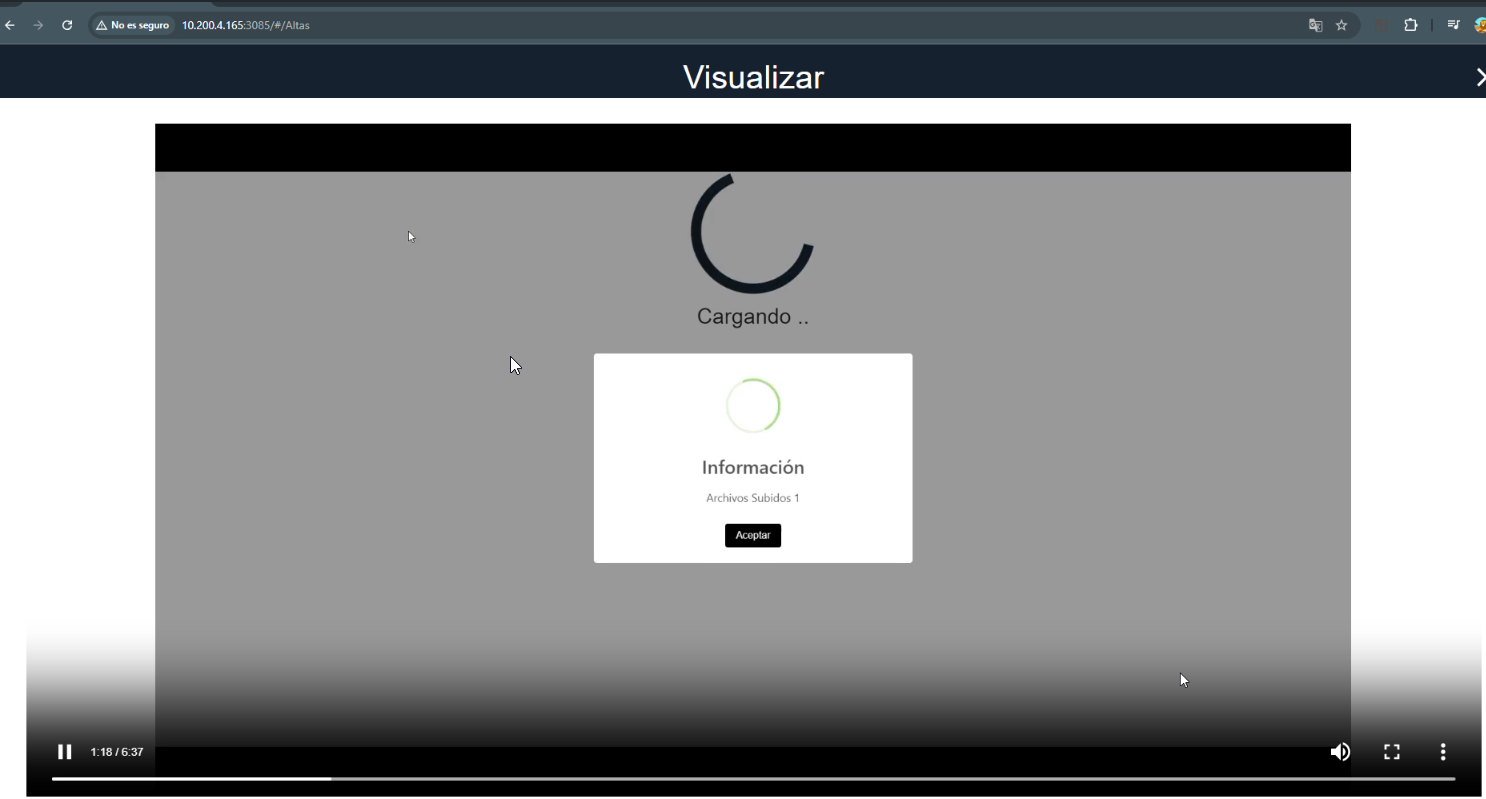 No es seguro
10.200.4.165:3085/#/Altas
Visualizar
Cargando ..
Información
Archivos Subidos 1
Aceptar
1:18 / 6:37